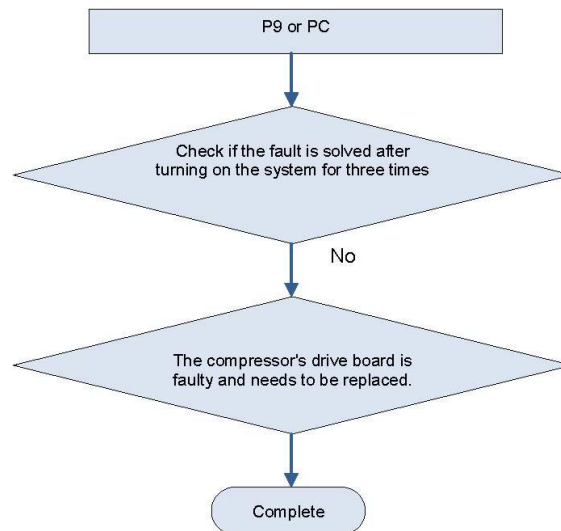 P9 or PC
Check if the fault is solved after
turning on the system for three times
No
The compressor's drive board is
faulty and needs to be replaced.
Complete